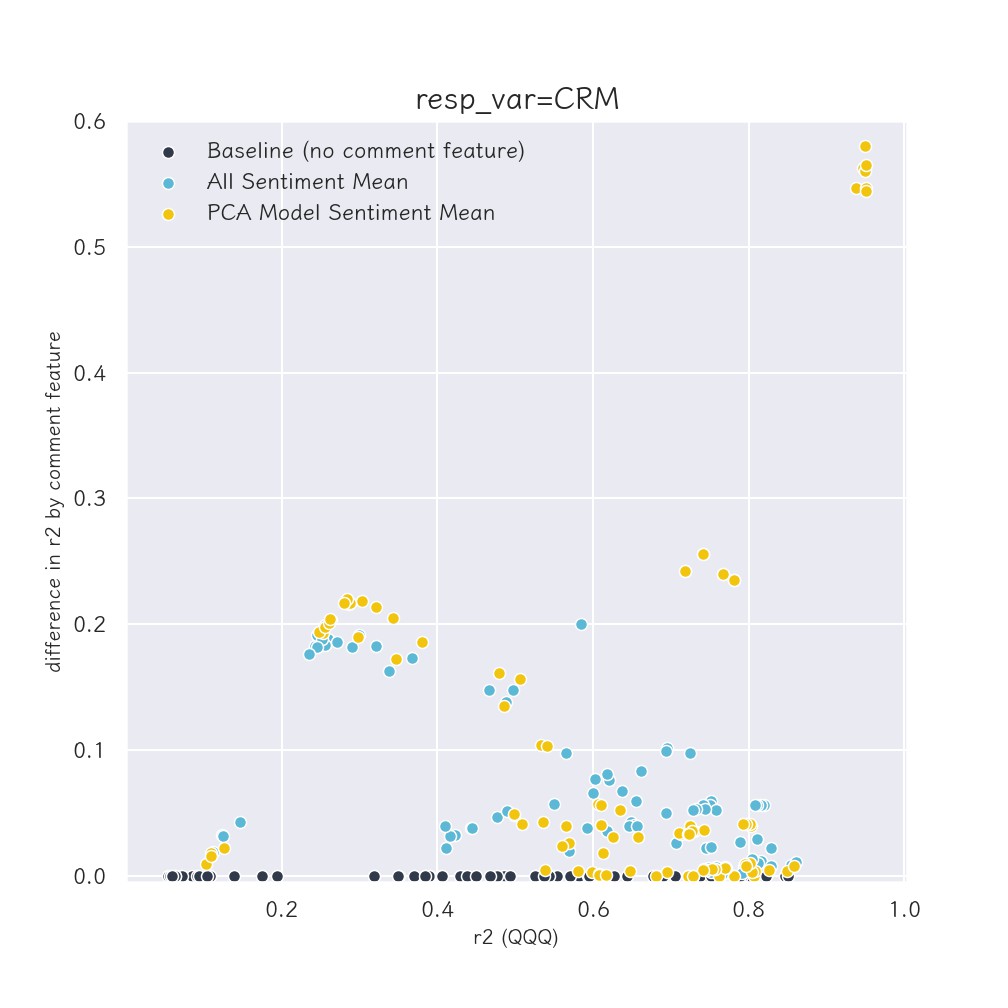 resp_var=CRM
Baseline (no comment feature)
All Sentiment Mean
PCA Model Sentiment Mean
difference in r2 by comment feature
0.6
0.5
0.4
0.3
0.2
0.1
0.0
0.2
0.4
0.6
0.8
1.0
r2 (QQQ)